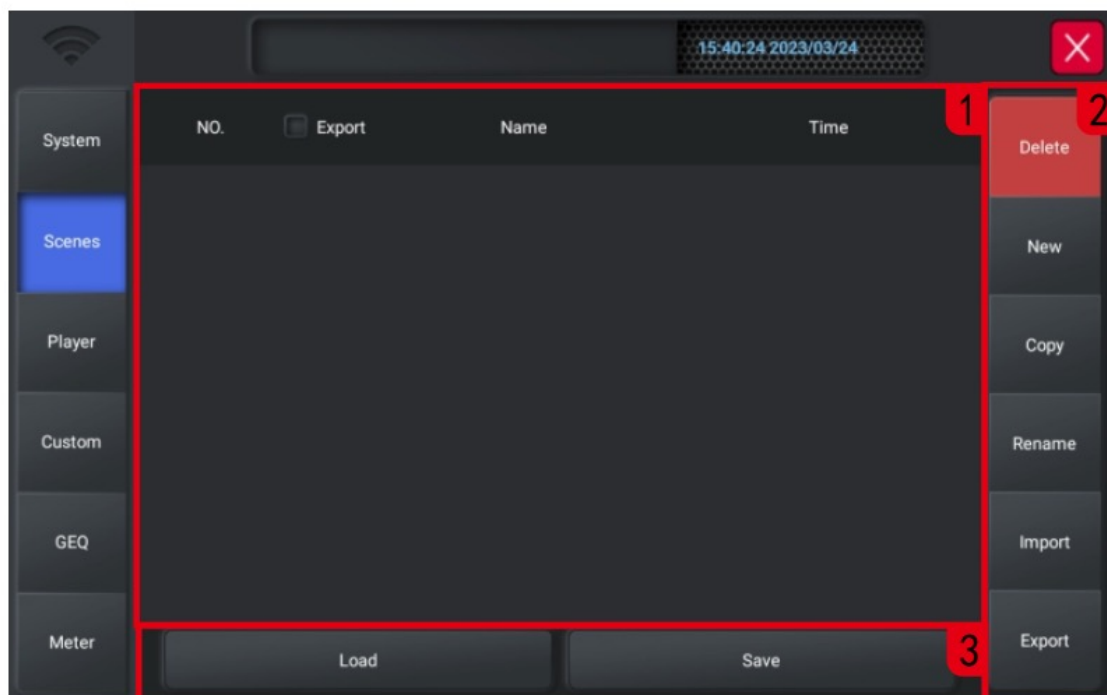 15:40:24 2023/03/24
System
Scenes
Player
Custom
GEQ
Meter
NO. Export Name Time
1
2
Delete
New
Copy
Rename
Import
Export
Load Save
3